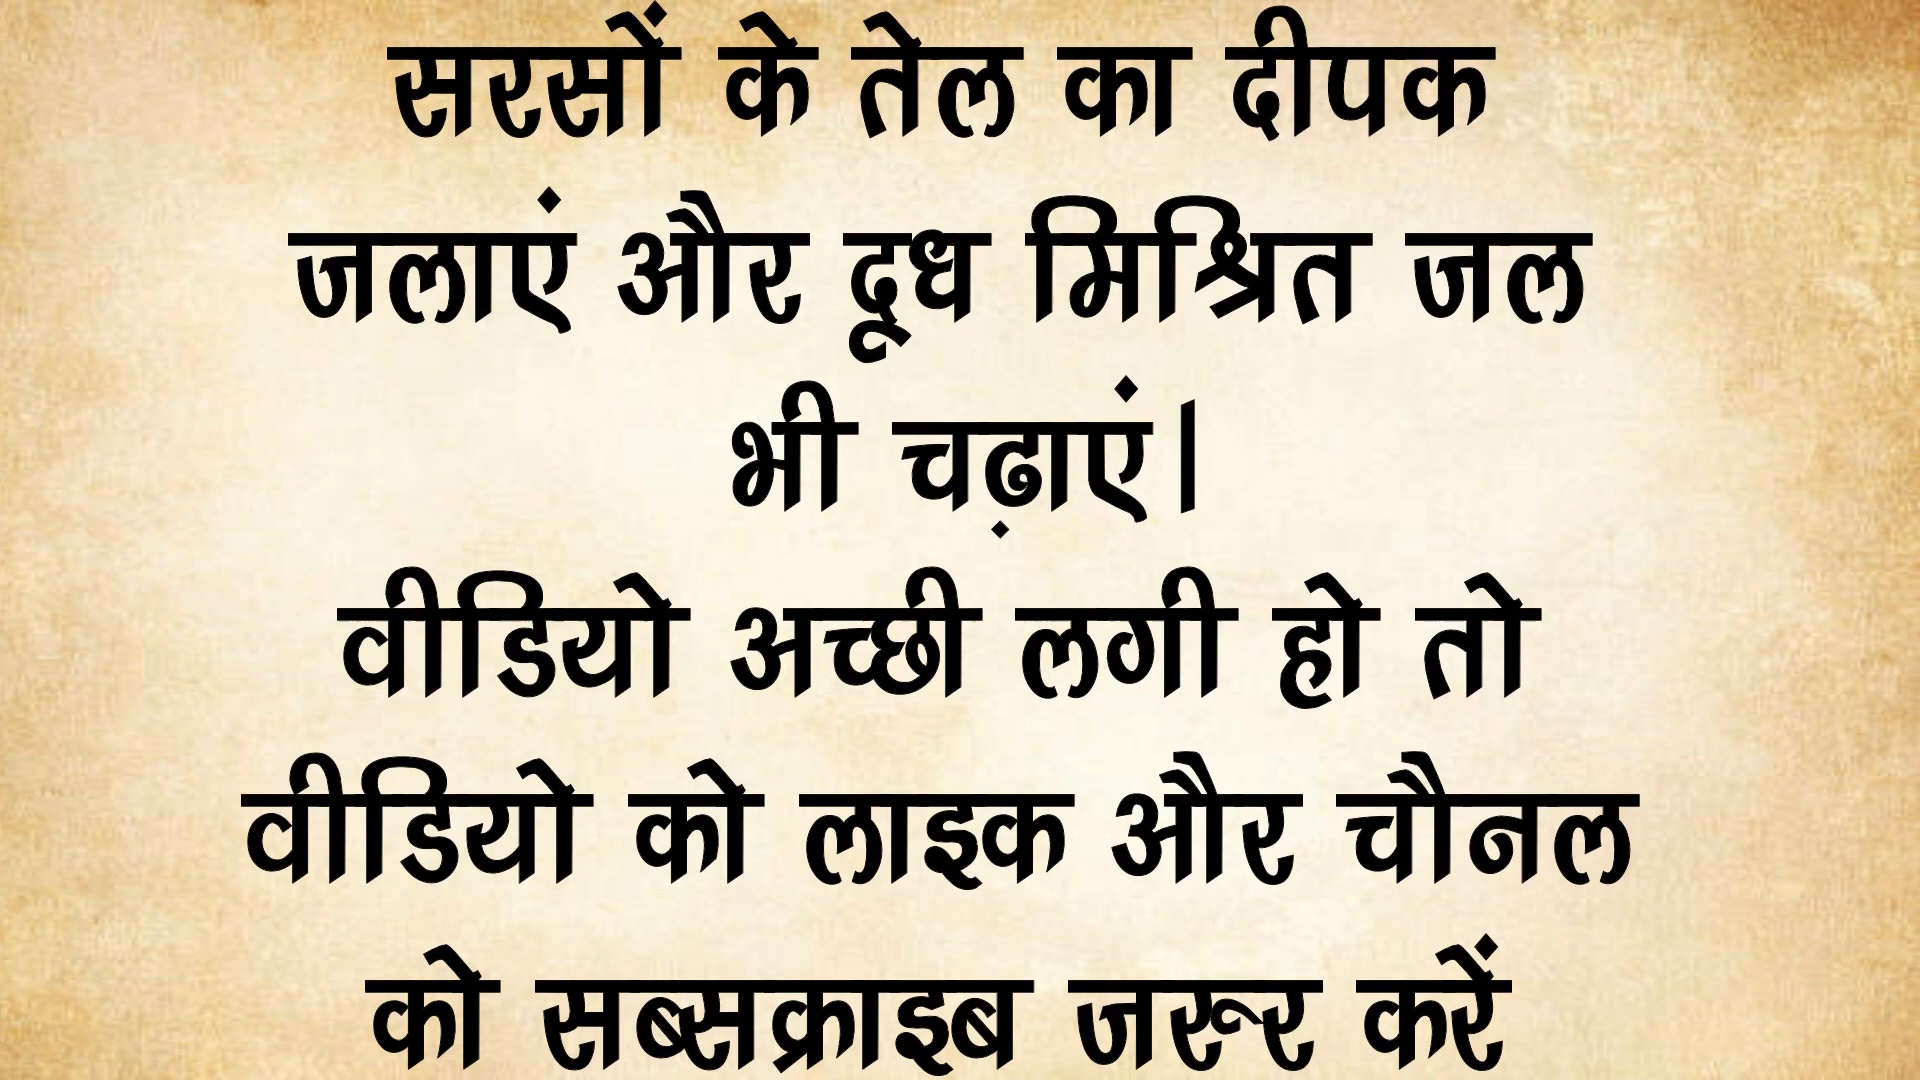 सरसों के तेल का दीपक
जलाएं और दूध मिश्रित जल
भी चढ़ाएं।
वीडियो अच्छी लगी हो तो
वीडियो को लाइक और चौनल
को सब्सक्राइब जरूर करें